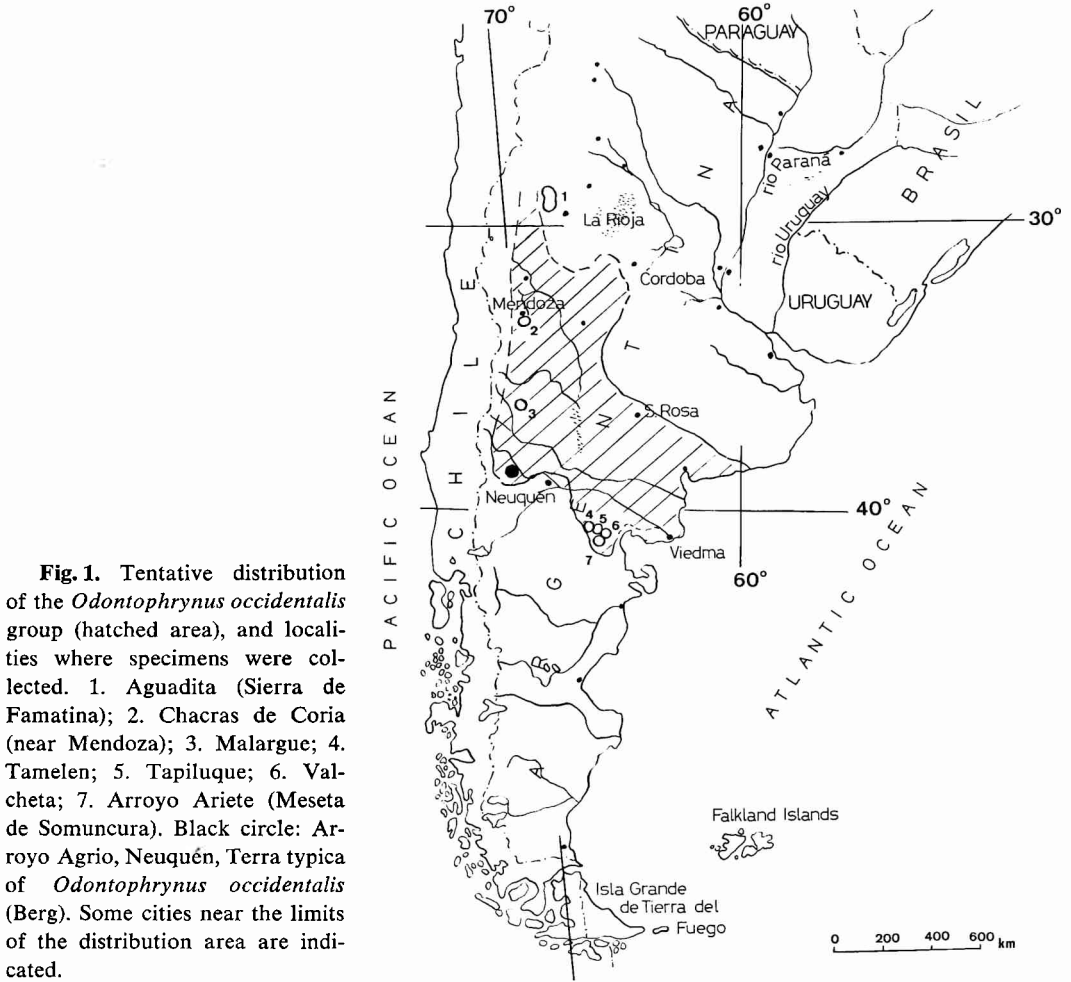 70°
60°
PARAGUAY
A
N
BRASIL
rio Paraná
rio Uruguay
1
La Rioja
30°
Cordoba
CHILE
URUGUAY
Mendoza
2
T
PACIFIC OCEAN
3
N
S. Rosa
Neuquén
E
4
5
6
40°
7
Viedma
60°
G
ATLANTIC OCEAN
R
A
Falkland Islands
Isla Grande
de Tierra del
Fuego
0 200 400 600 km
Fig. 1. Tentative distribution
of the Odontophrynus occidentalis
group (hatched area), and locali-
ties where specimens were col-
lected. 1. Aguadita (Sierra de
Famatina); 2. Chacras de Coria
(near Mendoza); 3. Malargue; 4.
Tamelen; 5. Tapiluque; 6. Val-
cheta; 7. Arroyo Ariete (Meseta
de Somuncura). Black circle: Ar-
royo Agrio, Neuquén, Terra typica
of Odontophrynus occidentalis
(Berg). Some cities near the limits
of the distribution area are indi-
cated.